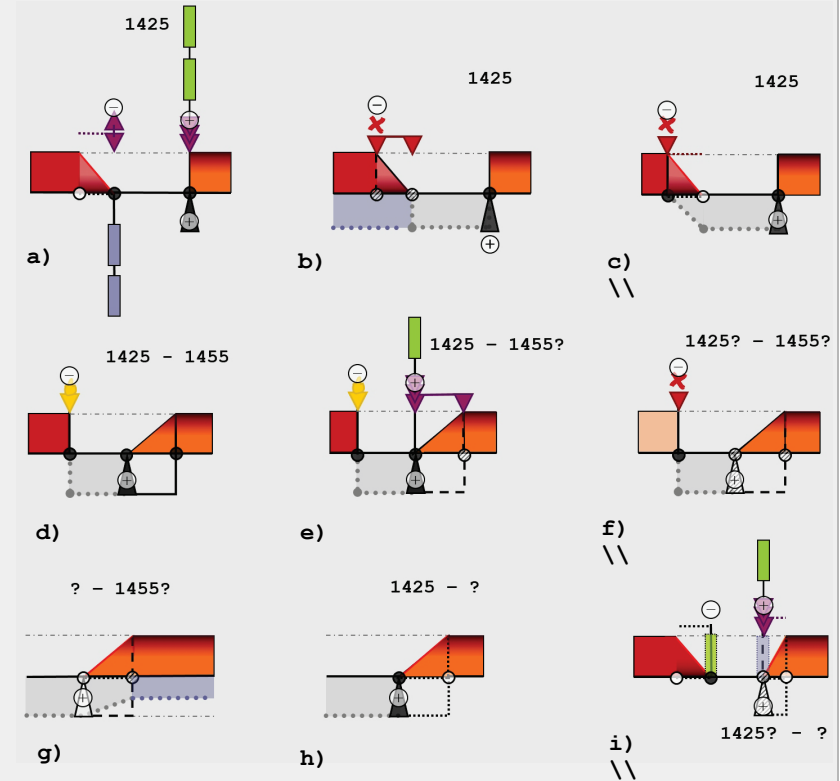 1425
1425
1425
a)
b)
c)
\\
1425 – 1455
1425 – 1455?
1425? – 1455?
d)
e)
f)
\\
? – 1455?
1425 – ?
g)
h)
i)
1425? – ?
\\